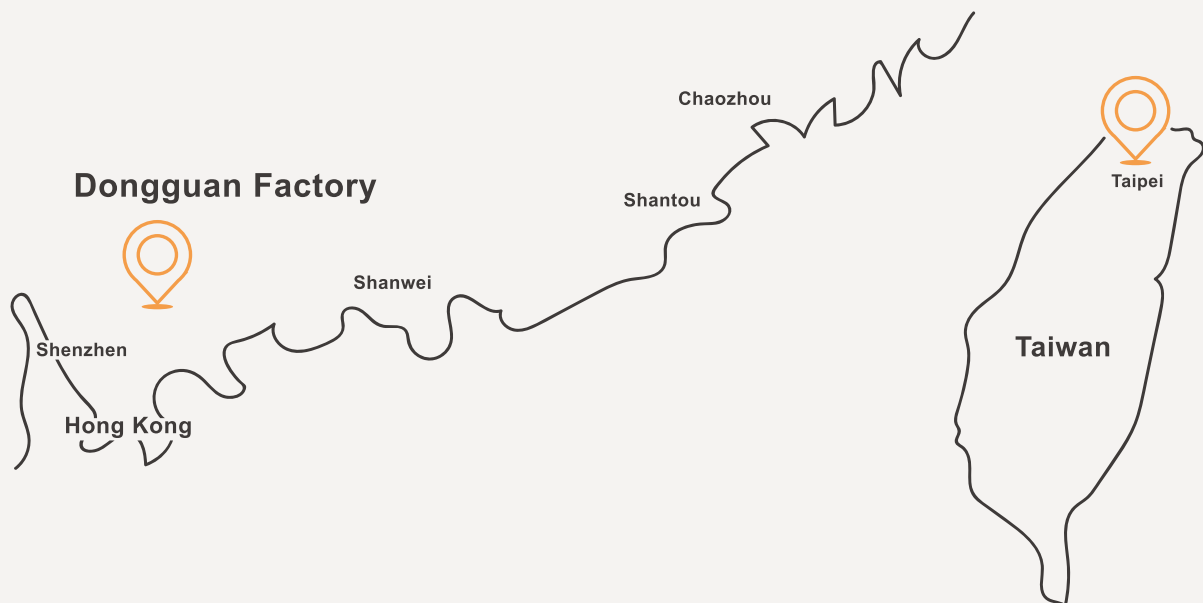 Chaozhou
Taipei
Dongguan Factory
Shantou
Shanwei
Taiwan
Shenzhen
Hong Kong